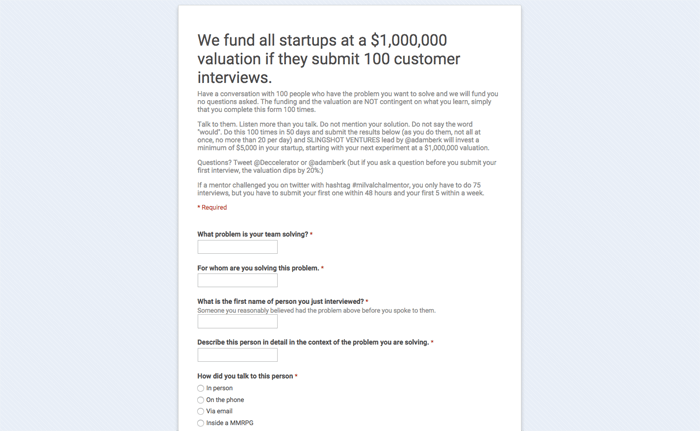 We fund all startups at a $1,000,000
valuation if they submit 100 customer
interviews.
Have a conversation with 100 people who have the problem you want to solve and we will fund you
no questions asked. The funding and the valuation are NOT contingent on what you learn, simply
that you complete this form 100 times.
Talk to them. Listen more than you talk. Do not mention your solution. Do not say the word
"would". Do this 100 times in 50 days and submit the results below (as you do them, not all at
once, no more than 20 per day) and SLINGSHOT VENTURES lead by @adamberk will invest a
minimum of $5,000 in your startup, starting with your next experiment at a $1,000,000 valuation.
Questions? Tweet @Deccelerator or @adamberk (but if you ask a question before you submit your
first interview, the valuation dips by 20%:)
If a mentor challenged you on twitter with hashtag #milvalchalmentor, you only have to do 75
interviews, but you have to submit your first one within 48 hours and your first 5 within a week.
* Required
What problem is your team solving? *
For whom are you solving this problem. *
What is the first name of person you just interviewed? *
Someone you reasonably believed had the problem above before you spoke to them.
Describe this person in detail in the context of the problem you are solving. *
How did you talk to this person *
In person
On the phone
Via email
Inside a MMRPG